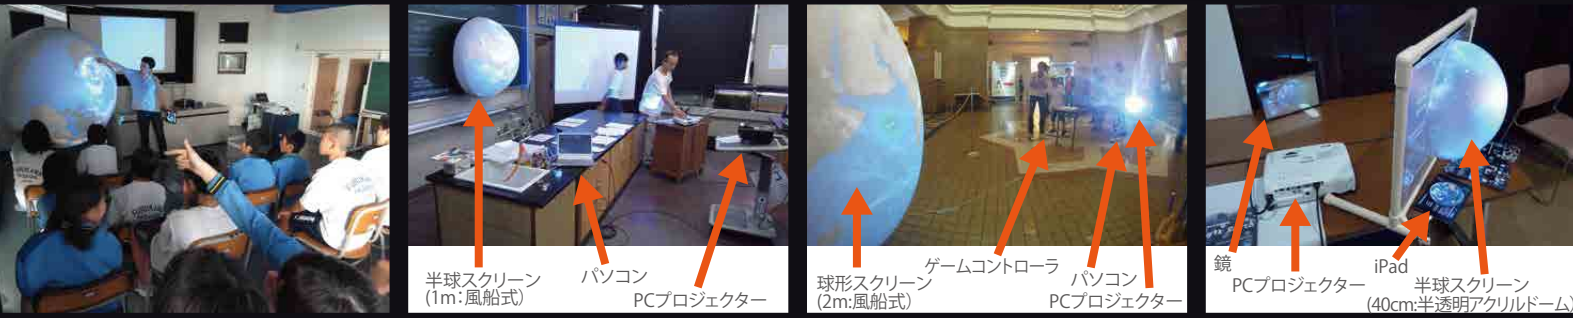 半球スクリーン
(1m：風船式)
パソコン
PCプロジェクター
球形スクリーン
(2m:風船式)
ゲームコントローラ
パソコン
PCプロジェクター
鏡
PCプロジェクター
iPad
半球スクリーン
(40cm:半透明アクリルドーム)